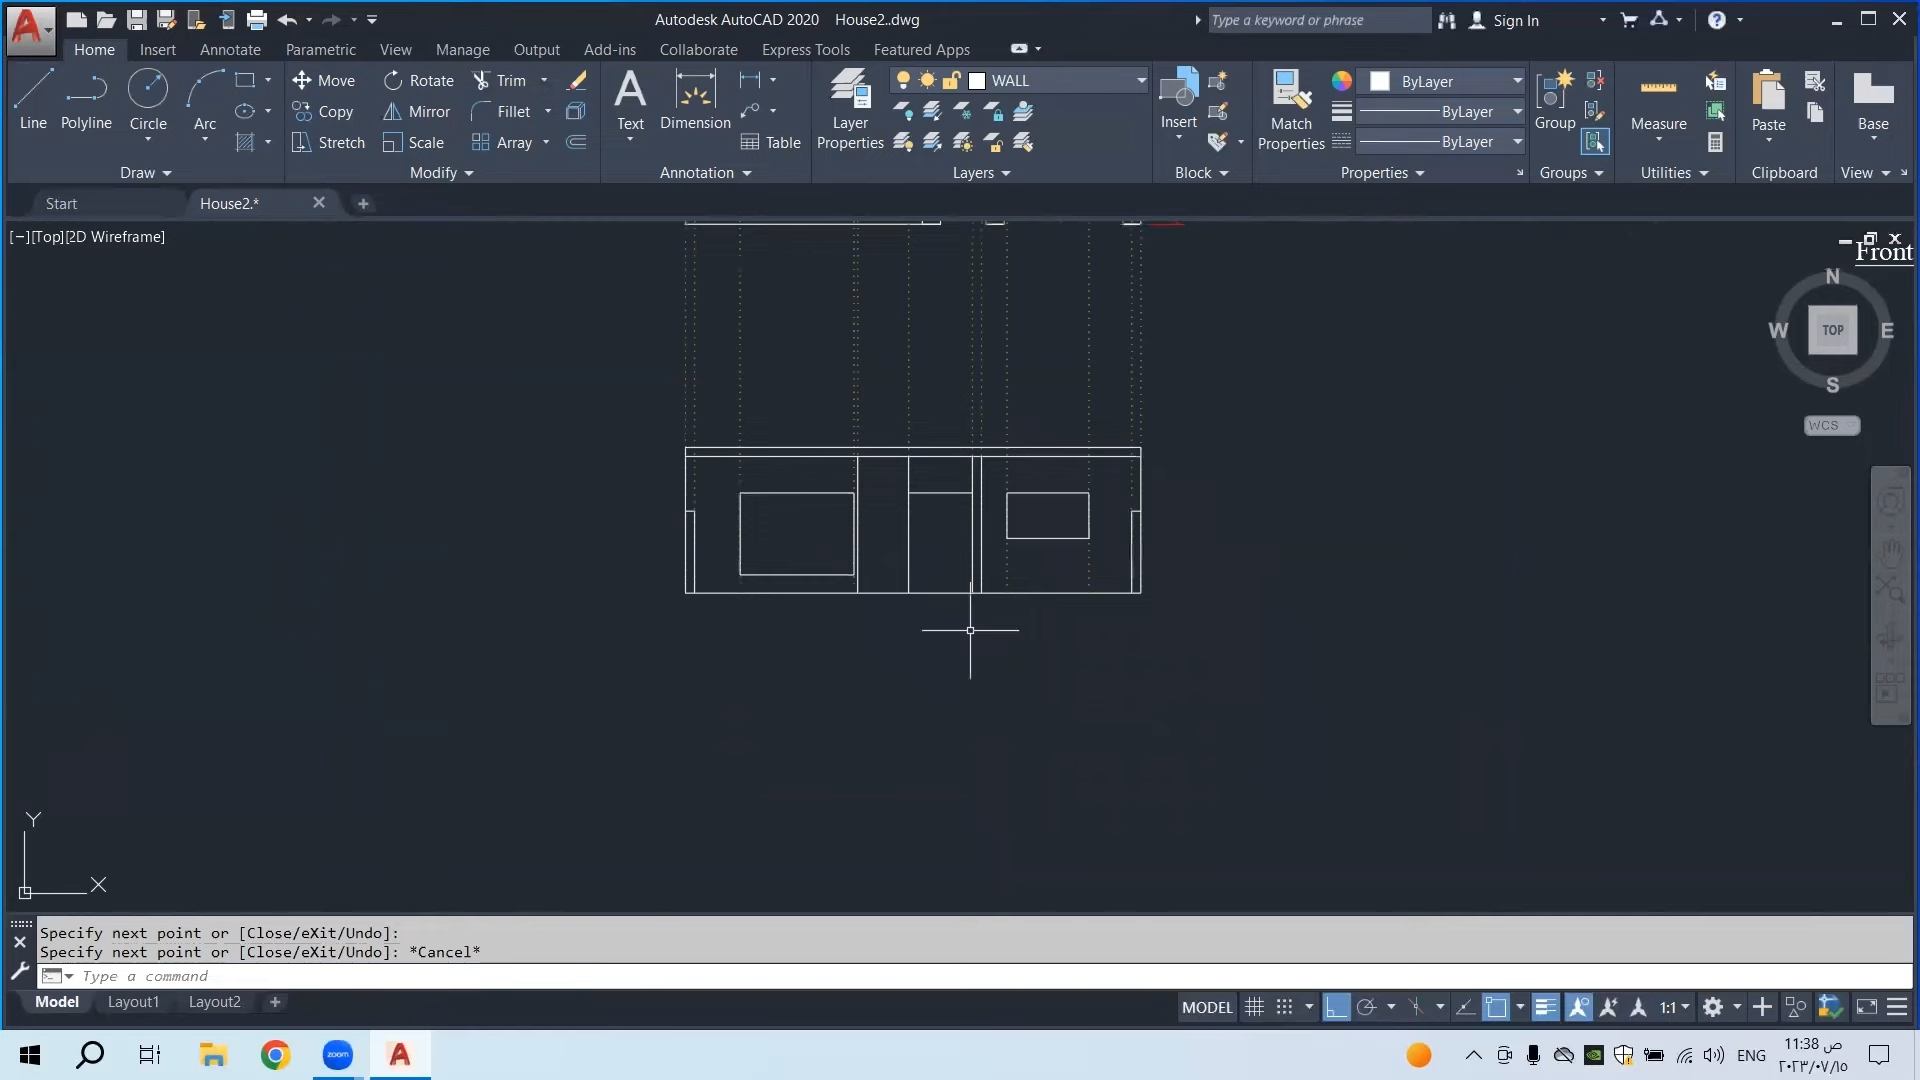 Autodesk AutoCAD 2020 House2..dwg
Type a keyword or phrase
Sign In
Home Insert Annotate Parametric View Manage Output Add-ins Collaborate Express Tools Featured Apps
Line Polyline Circle Arc
Move Rotate Trim
Copy Mirror Fillet
Stretch Scale Array
Text Dimension Table
Layer Properties
WALL
Insert
Match Properties
ByLayer
ByLayer
ByLayer
Group
Measure
Paste
Base
Draw Modify Annotation Layers Block Properties Groups Utilities Clipboard View
Start House2.*
[−][Top][2D Wireframe]
Front
N
W TOP E
S
WCS
Y
X
Specify next point or [Close/eXit/Undo]:
Specify next point or [Close/eXit/Undo]: *Cancel*
Type a command
Model Layout1 Layout2
MODEL 1:1
zoom
ENG
11:38 ص
٢٠٢٣/٠٧/١٥